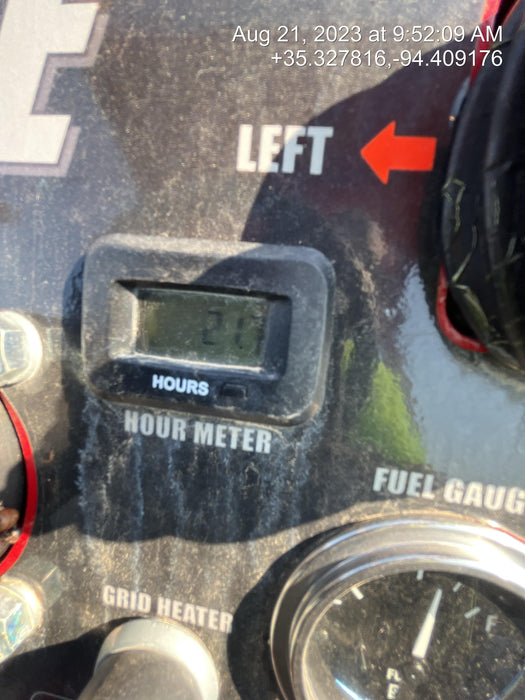 Aug 21, 2023 at 9:52:09 AM
+35.327816,-94.409176
LEFT
HOURS
HOUR METER
FUEL GAUG
GRID HEATER
F